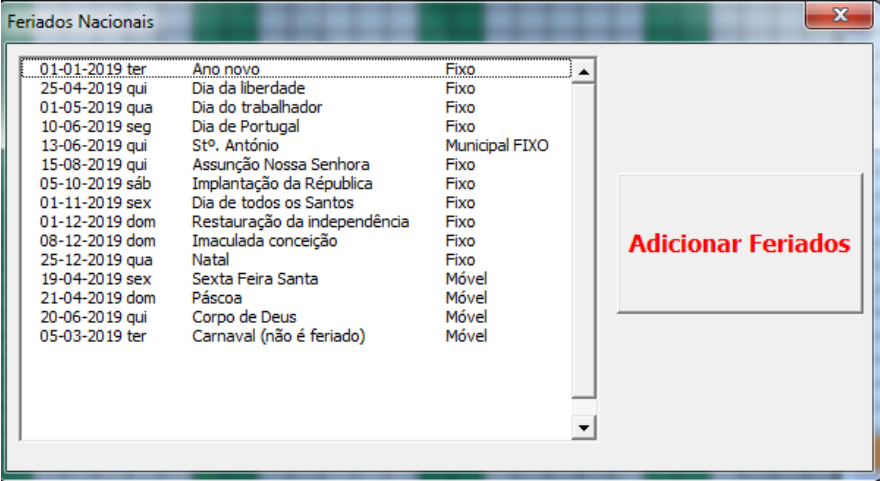 Feriados Nacionais
01-01-2019 ter Ano novo Fixo
25-04-2019 qui Dia da liberdade Fixo
01-05-2019 qua Dia do trabalhador Fixo
10-06-2019 seg Dia de Portugal Fixo
13-06-2019 qui Stº. António Municipal FIXO
15-08-2019 qui Assunção Nossa Senhora Fixo
05-10-2019 sáb Implantação da Républica Fixo
01-11-2019 sex Dia de todos os Santos Fixo
01-12-2019 dom Restauração da independência Fixo
08-12-2019 dom Imaculada conceição Fixo
25-12-2019 qua Natal Fixo
19-04-2019 sex Sexta Feira Santa Móvel
21-04-2019 dom Páscoa Móvel
20-06-2019 qui Corpo de Deus Móvel
05-03-2019 ter Carnaval (não é feriado) Móvel
Adicionar Feriados